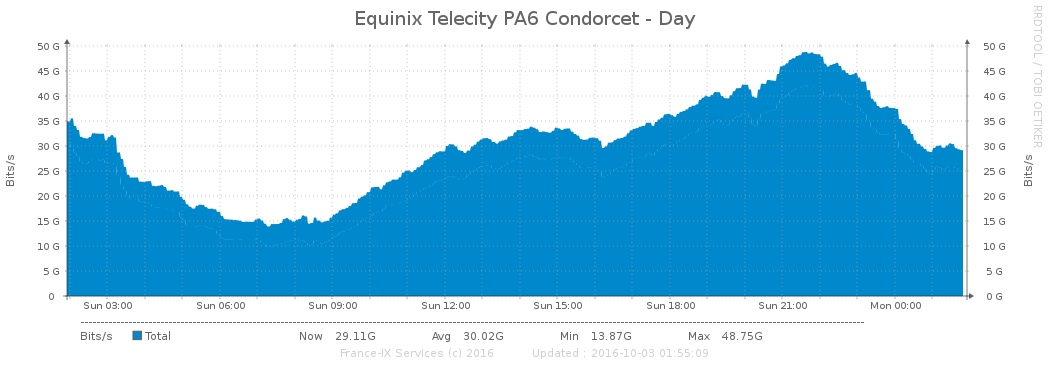 Equinix Telecity PA6 Condorcet - Day
RRDTOOL / TOBI OETIKER
Bits/s
50 G 50 G
45 G 45 G
40 G 40 G
35 G 35 G
30 G 30 G
25 G 25 G
20 G 20 G
15 G 15 G
10 G 10 G
5 G 5 G
0 0 G
Bits/s
Sun 03:00 Sun 06:00 Sun 09:00 Sun 12:00 Sun 15:00 Sun 18:00 Sun 21:00 Mon 00:00
Bits/s Total Now 29.11G Avg 30.02G Min 13.87G Max 48.75G
France-IX Services (c) 2016 Updated : 2016-10-03 01:55:09